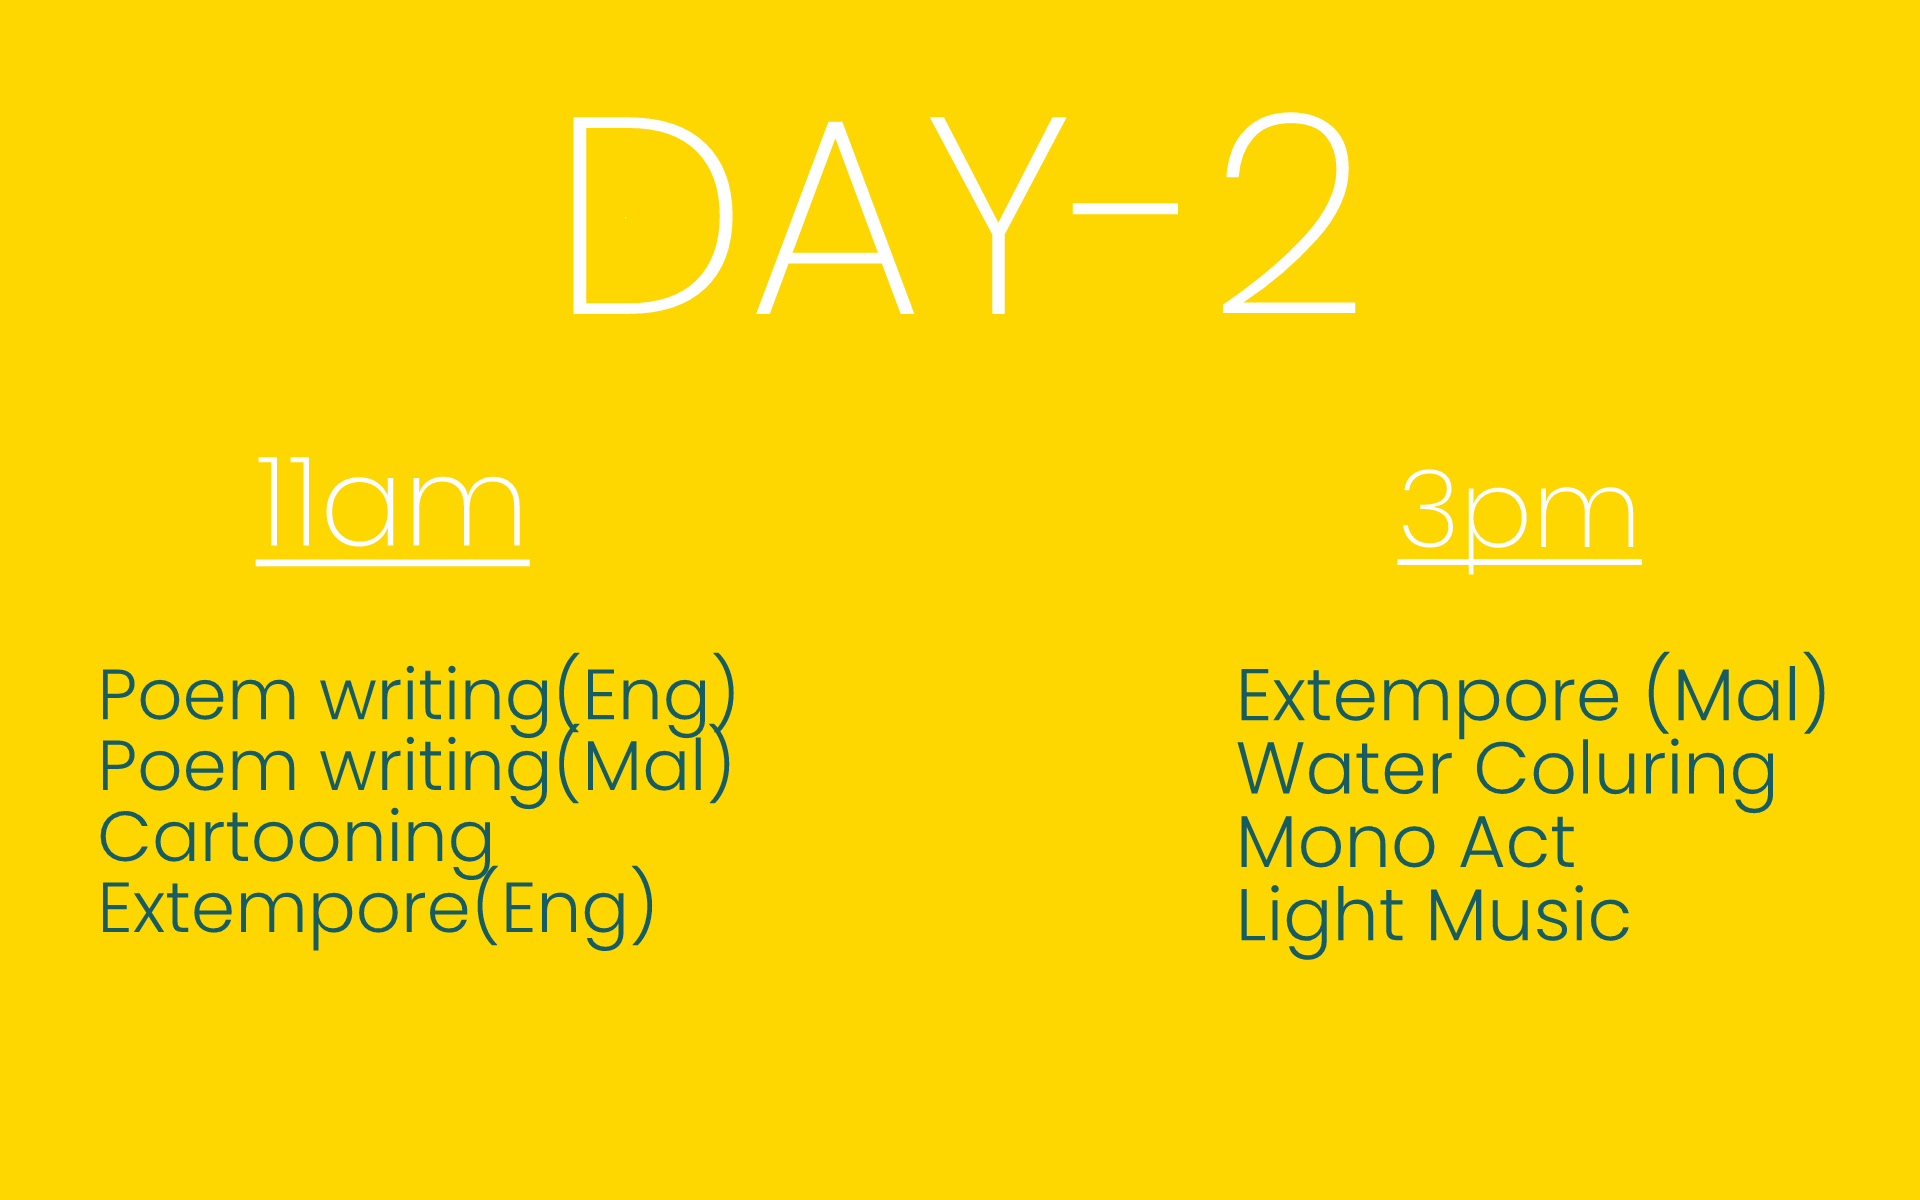 DAY-2
11am
Poem writing(Eng)
Poem writing(Mal)
Cartooning
Extempore(Eng)
3pm
Extempore (Mal)
Water Coluring
Mono Act
Light Music